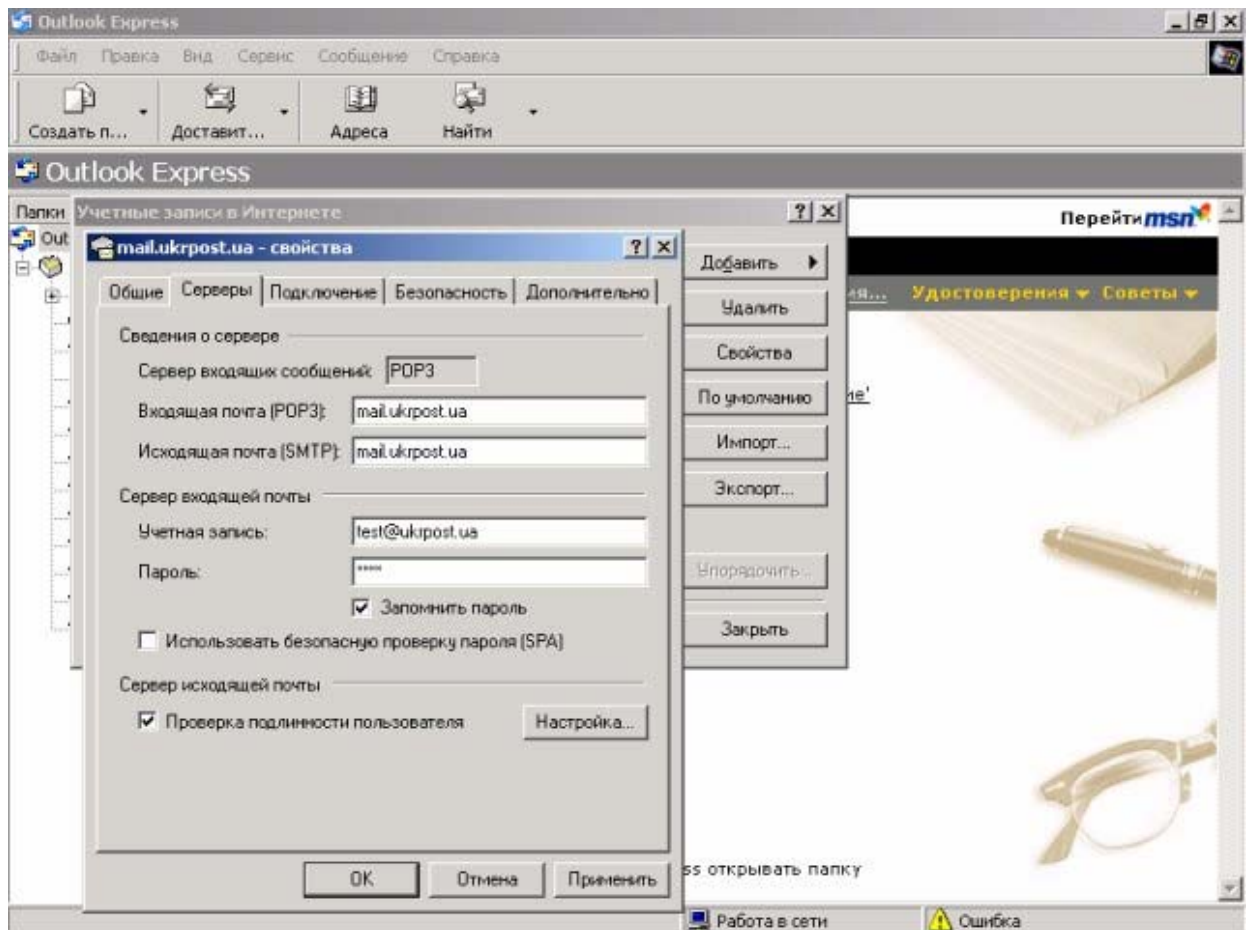 Outlook Express
Файл Правка Вид Сервис Сообщение Справка
Создать п... Доставит... Адреса Найти
Outlook Express
Папки
Учетные записи в Интернете
Перейти msn
Out
mail.ukrpost.ua - свойства
Добавить
Общие Серверы Подключение Безопасность Дополнительно
ия... Удостоверения Советы
Удалить
Сведения о сервере
Свойства
Сервер входящих сообщений: POP3
По умолчанию
ие'
Входящая почта (POP3): mail.ukrpost.ua
Импорт...
Исходящая почта (SMTP): mail.ukrpost.ua
Экспорт...
Сервер входящей почты
Учетная запись: test@ukrpost.ua
Пароль: ****
Упорядочить...
Запомнить пароль
Закрыть
Использовать безопасную проверку пароля (SPA)
Сервер исходящей почты
Проверка подлинности пользователя Настройка...
ss открывать папку
OK Отмена Применить
Работа в сети Ошибка